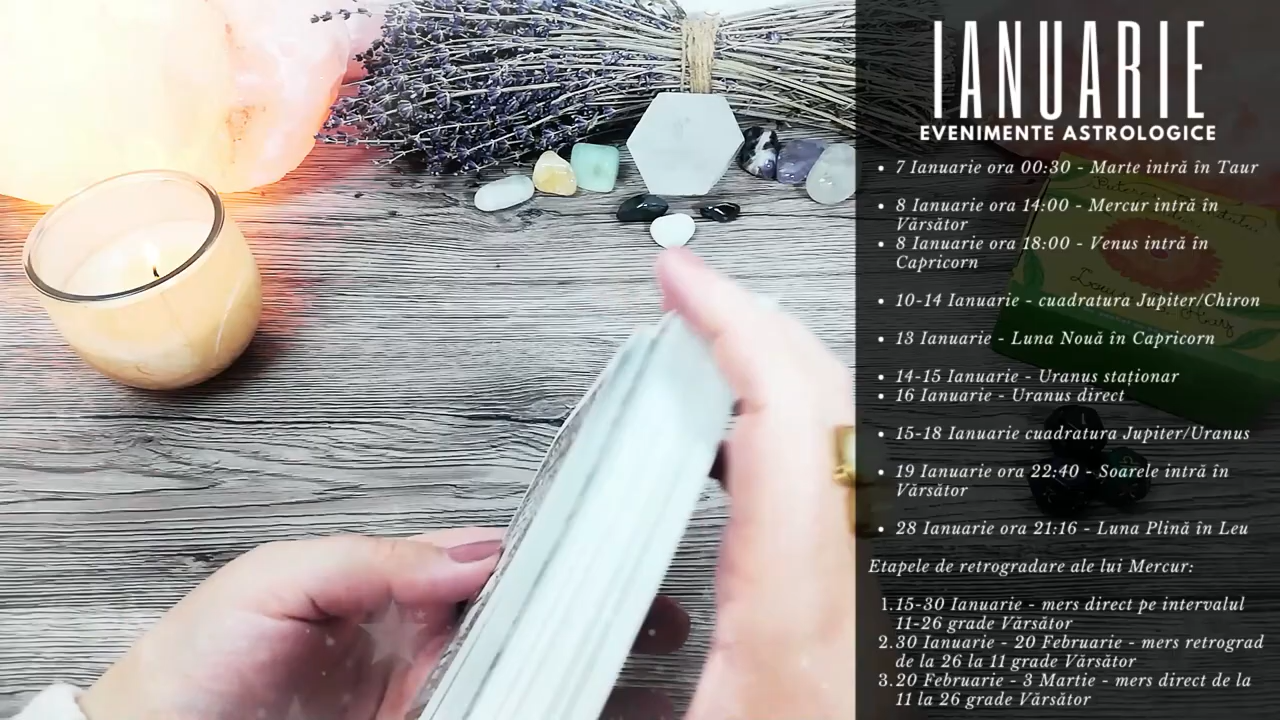 IANUARIE
EVENIMENTE ASTROLOGICE
• 7 Ianuarie ora 00:30 - Marte intră în Taur
• 8 Ianuarie ora 14:00 - Mercur intră în
Vărsător
• 8 Ianuarie ora 18:00 - Venus intră în
Capricorn
• 10-14 Ianuarie - cuadratura Jupiter/Chiron
• 13 Ianuarie - Luna Nouă în Capricorn
• 14-15 Ianuarie - Uranus staționar
• 16 Ianuarie - Uranus direct
• 15-18 Ianuarie cuadratura Jupiter/Uranus
• 19 Ianuarie ora 22:40 - Soarele intră în
Vărsător
• 28 Ianuarie ora 21:16 - Luna Plină în Leu
Etapele de retrogradare ale lui Mercur:
1. 15-30 Ianuarie - mers direct pe intervalul
11-26 grade Vărsător
2. 30 Ianuarie - 20 Februarie - mers retrograd
de la 26 la 11 grade Vărsător
3. 20 Februarie - 3 Martie - mers direct de la
11 la 26 grade Vărsător